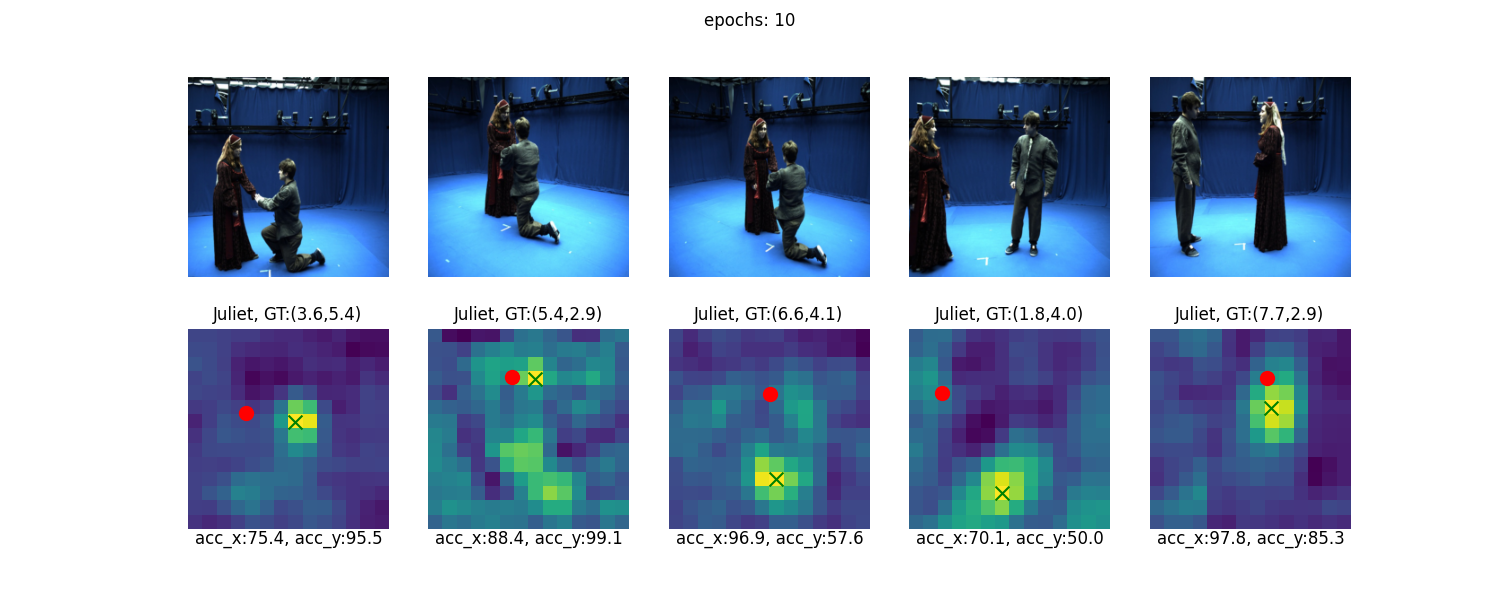 epochs: 10
Juliet, GT:(3.6,5.4)
Juliet, GT:(5.4,2.9)
Juliet, GT:(6.6,4.1)
Juliet, GT:(1.8,4.0)
Juliet, GT:(7.7,2.9)
acc_x:75.4, acc_y:95.5
acc_x:88.4, acc_y:99.1
acc_x:96.9, acc_y:57.6
acc_x:70.1, acc_y:50.0
acc_x:97.8, acc_y:85.3